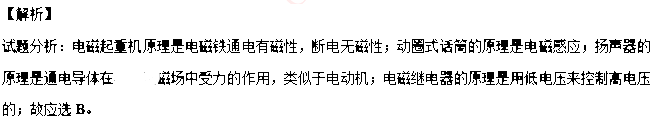 【解析】
试题分析：电磁起重机原理是电磁铁通电有磁性，断电无磁性；动圈式话筒的原理是电磁感应；扬声器的
原理是通电导体在 磁场中受力的作用，类似于电动机；电磁继电器的原理是用低电压来控制高电压
的；故应选 B。